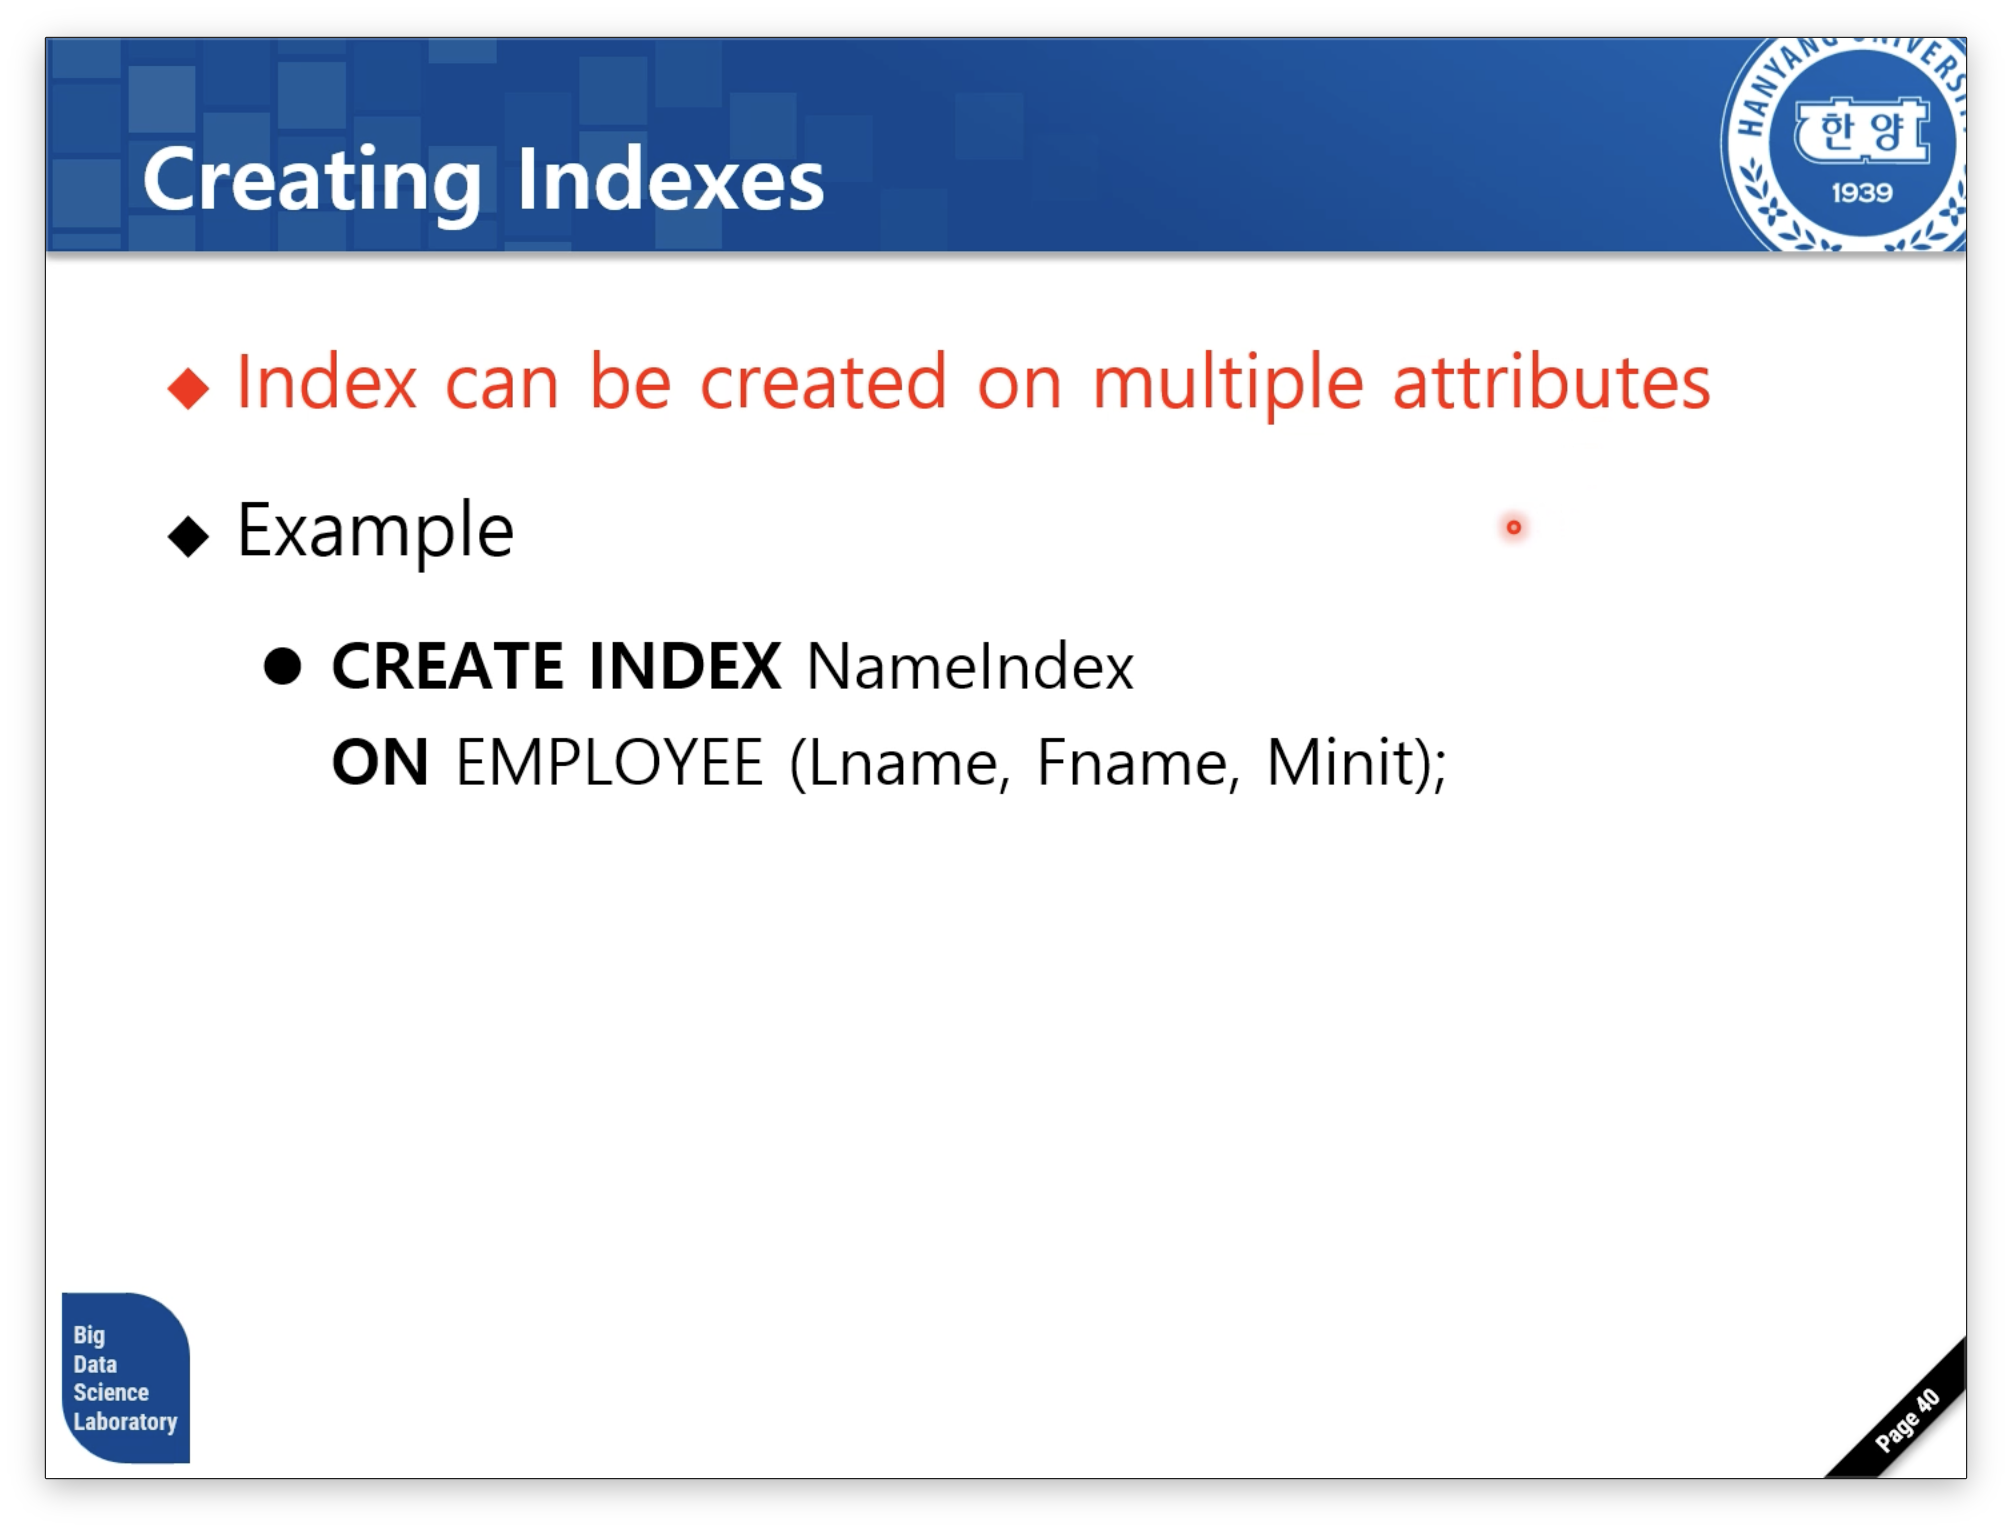 Creating Indexes
HANYANG UNIVERSIT
한양
1939
◆ Index can be created on multiple attributes
◆ Example
● CREATE INDEX NameIndex
ON EMPLOYEE (Lname, Fname, Minit);
Big
Data
Science
Laboratory
Page 40